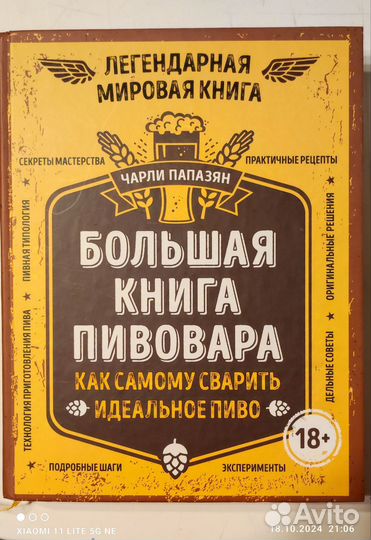 ЛЕГЕНДАРНАЯ
МИРОВАЯ КНИГА
СЕКРЕТЫ МАСТЕРСТВА
ПРАКТИЧНЫЕ РЕЦЕПТЫ
ЧАРЛИ ПАПАЗЯН
ПИВНАЯ ТИПОЛОГИЯ
ОРИГИНАЛЬНЫЕ РЕШЕНИЯ
БОЛЬШАЯ
КНИГА
ПИВОВАРА
КАК САМОМУ СВАРИТЬ
ИДЕАЛЬНОЕ ПИВО
ТЕХНОЛОГИЯ ПРИГОТОВЛЕНИЯ ПИВА
ДЕЛЬНЫЕ СОВЕТЫ
18+
ПОДРОБНЫЕ ШАГИ
ЭКСПЕРИМЕНТЫ
XIAOMI 11 LITE 5G NE
Avito
18.10.2024 21:06